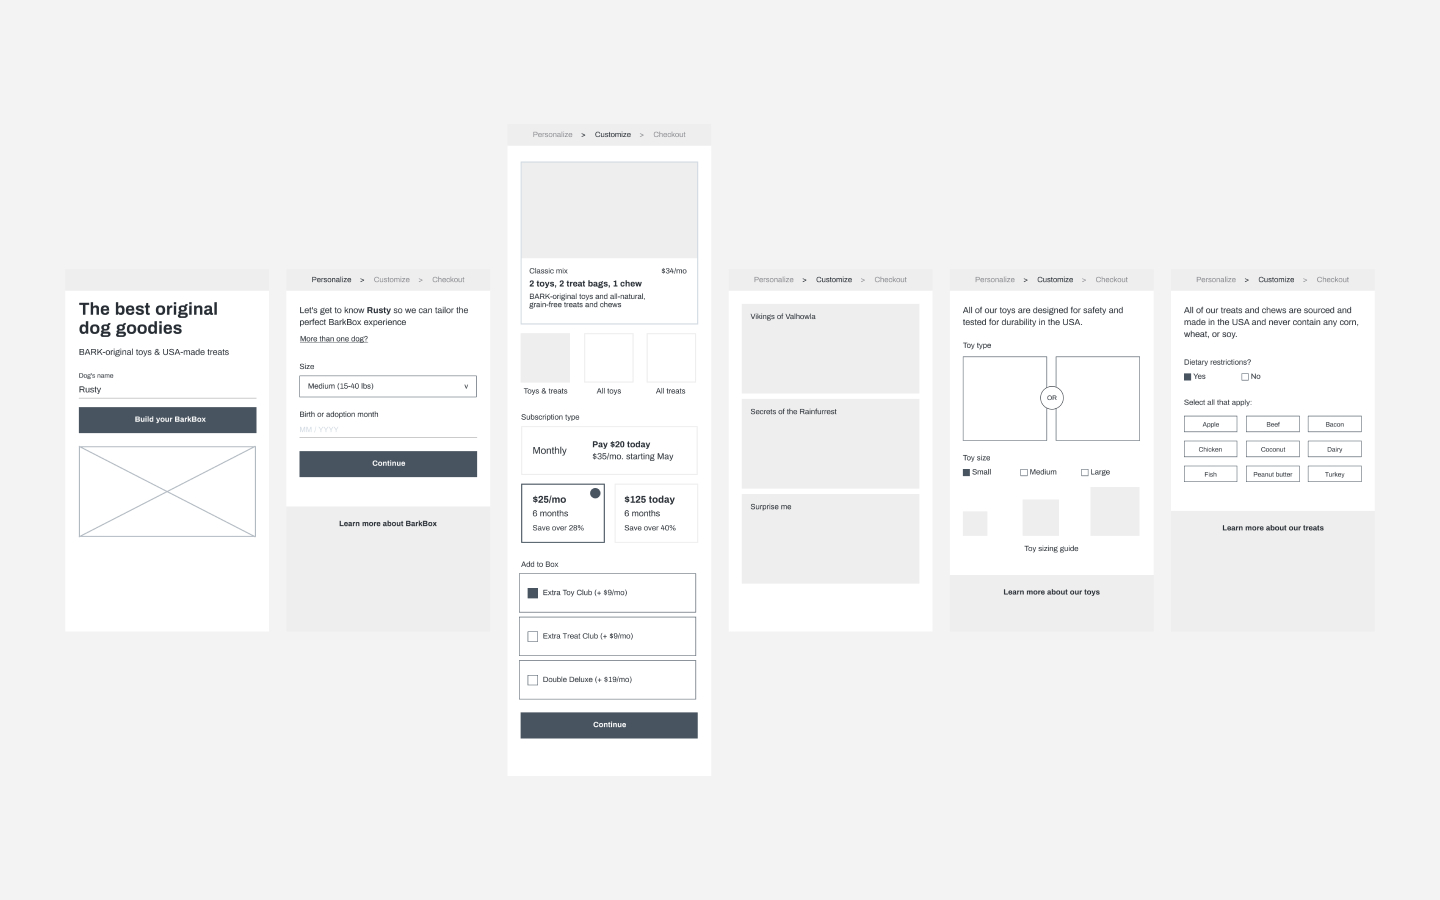 The best original
dog goodies
BARK-original toys & USA-made treats
Dog's name
Rusty
Build your BarkBox
Personalize > Customize > Checkout
Let's get to know Rusty so we can tailor the
perfect BarkBox experience
More than one dog?
Size
Medium (15-40 lbs) v
Birth or adoption month
MM / YYYY
Continue
Learn more about BarkBox
Personalize > Customize > Checkout
Classic mix $34/mo
2 toys, 2 treat bags, 1 chew
BARK-original toys and all-natural,
grain-free treats and chews
Toys & treats All toys All treats
Subscription type
Monthly
Pay $20 today
$35/mo. starting May
$25/mo
6 months
Save over 28%
$125 today
6 months
Save over 40%
Add to Box
Extra Toy Club (+ $9/mo)
Extra Treat Club (+ $9/mo)
Double Deluxe (+ $19/mo)
Continue
Personalize > Customize > Checkout
Vikings of Valhowla
Secrets of the Rainfurrest
Surprise me
Personalize > Customize > Checkout
All of our toys are designed for safety and
tested for durability in the USA.
Toy type
OR
Toy size
Small Medium Large
Toy sizing guide
Learn more about our toys
Personalize > Customize > Checkout
All of our treats and chews are sourced and
made in the USA and never contain any corn,
wheat, or soy.
Dietary restrictions?
Yes No
Select all that apply:
Apple Beef Bacon
Chicken Coconut Dairy
Fish Peanut butter Turkey
Learn more about our treats